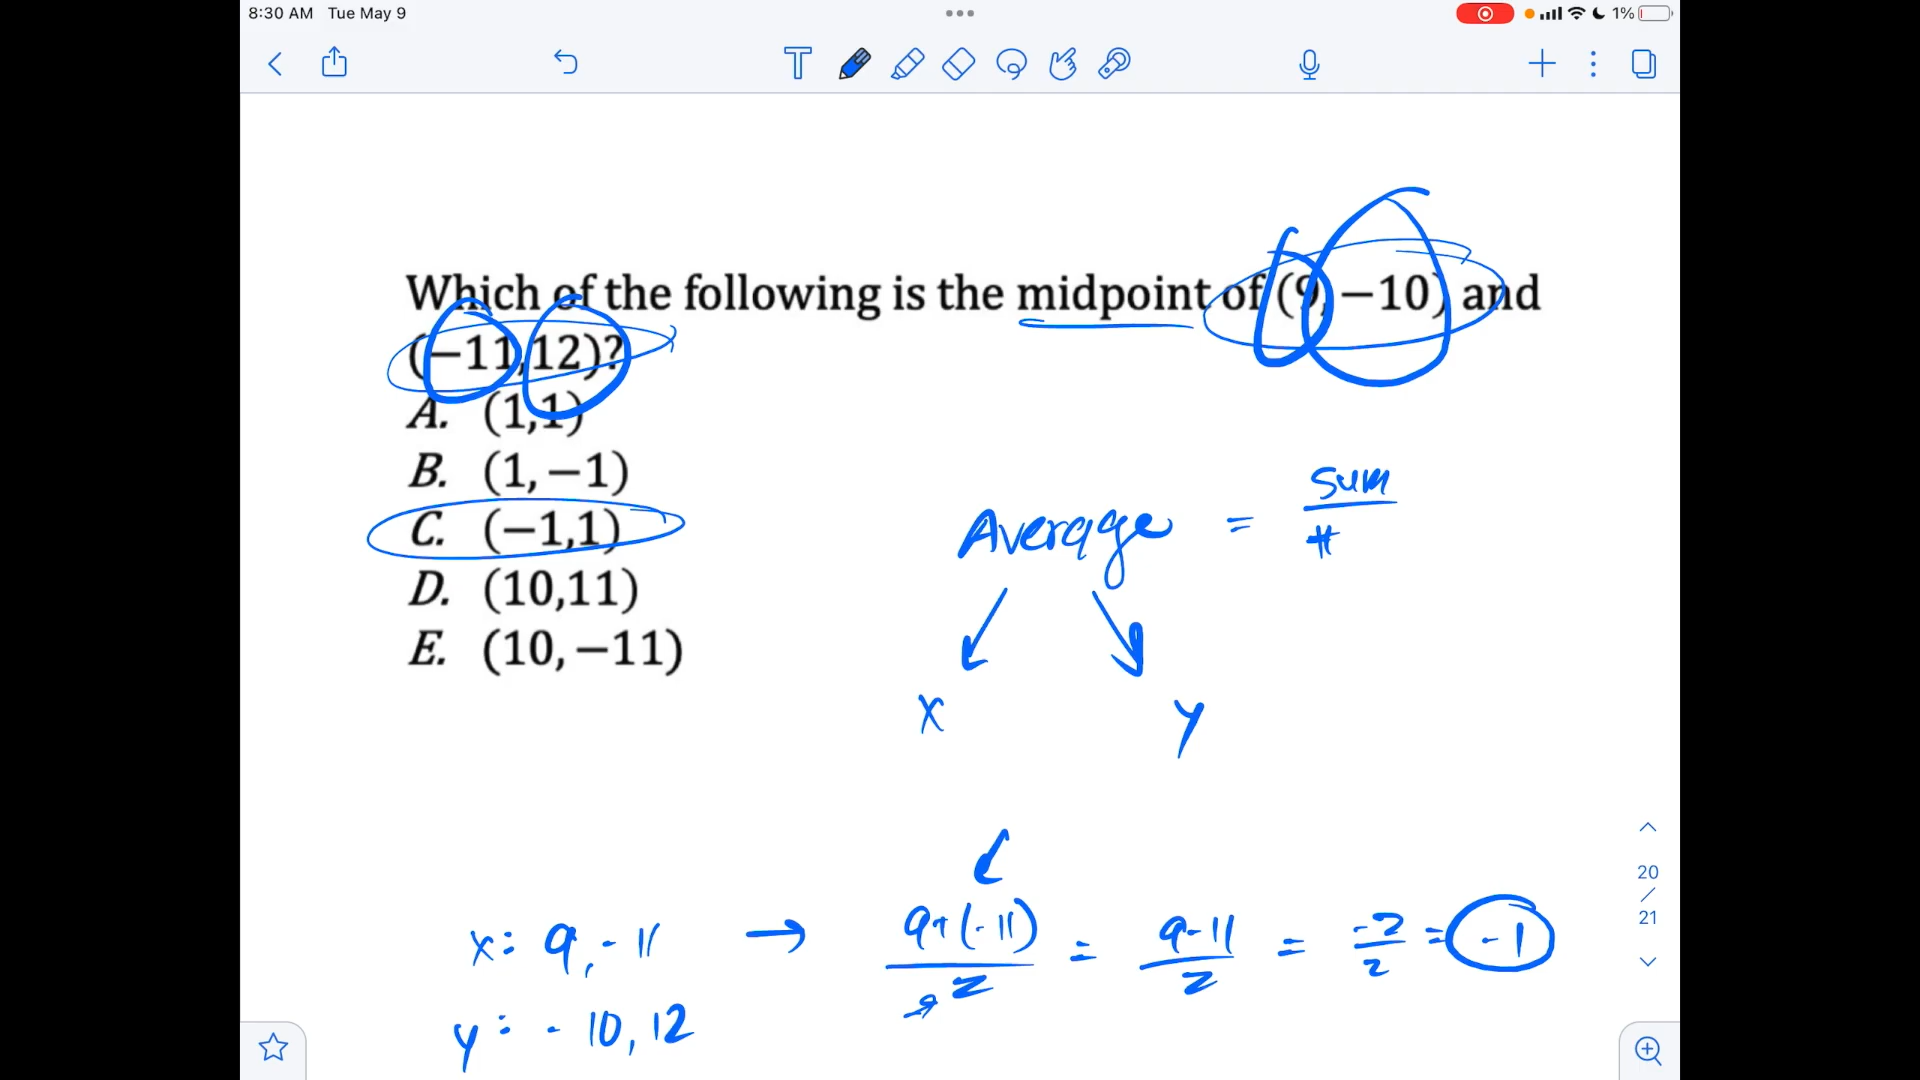 8:30 AM Tue May 9
1%
Which of the following is the midpoint of (9, −10) and
(−11,12)?
A. (1,1)
B. (1, −1)
C. (−1,1)
D. (10,11)
E. (10, −11)
Average = sum / #
x y
x: 9, -11 → 9+(-11) / 2 = 9-11 / 2 = -2 / 2 = -1
y: -10, 12
20 / 21